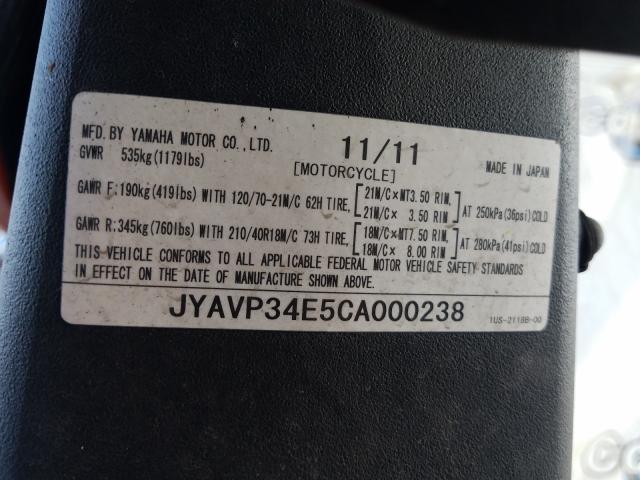 MFD. BY YAMAHA MOTOR CO., LTD. 11/11
GVWR 535kg(1179lbs) [MOTORCYCLE] MADE IN JAPAN
GAWR F:190kg(419lbs) WITH 120/70-21M/C 62H TIRE, [21M/C×MT3.50 RIM, 21M/C× 3.50 RIM] AT 250kPa(36psi)COLD
GAWR R:345kg(760lbs) WITH 210/40R18M/C 73H TIRE, [18M/C×MT7.50 RIM, 18M/C× 8.00 RIM] AT 280kPa(41psi)COLD
THIS VEHICLE CONFORMS TO ALL APPLICABLE FEDERAL MOTOR VEHICLE SAFETY STANDARDS
IN EFFECT ON THE DATE OF MANUFACTURE SHOWN ABOVE.
JYAVP34E5CA000238
1US-2118B-00